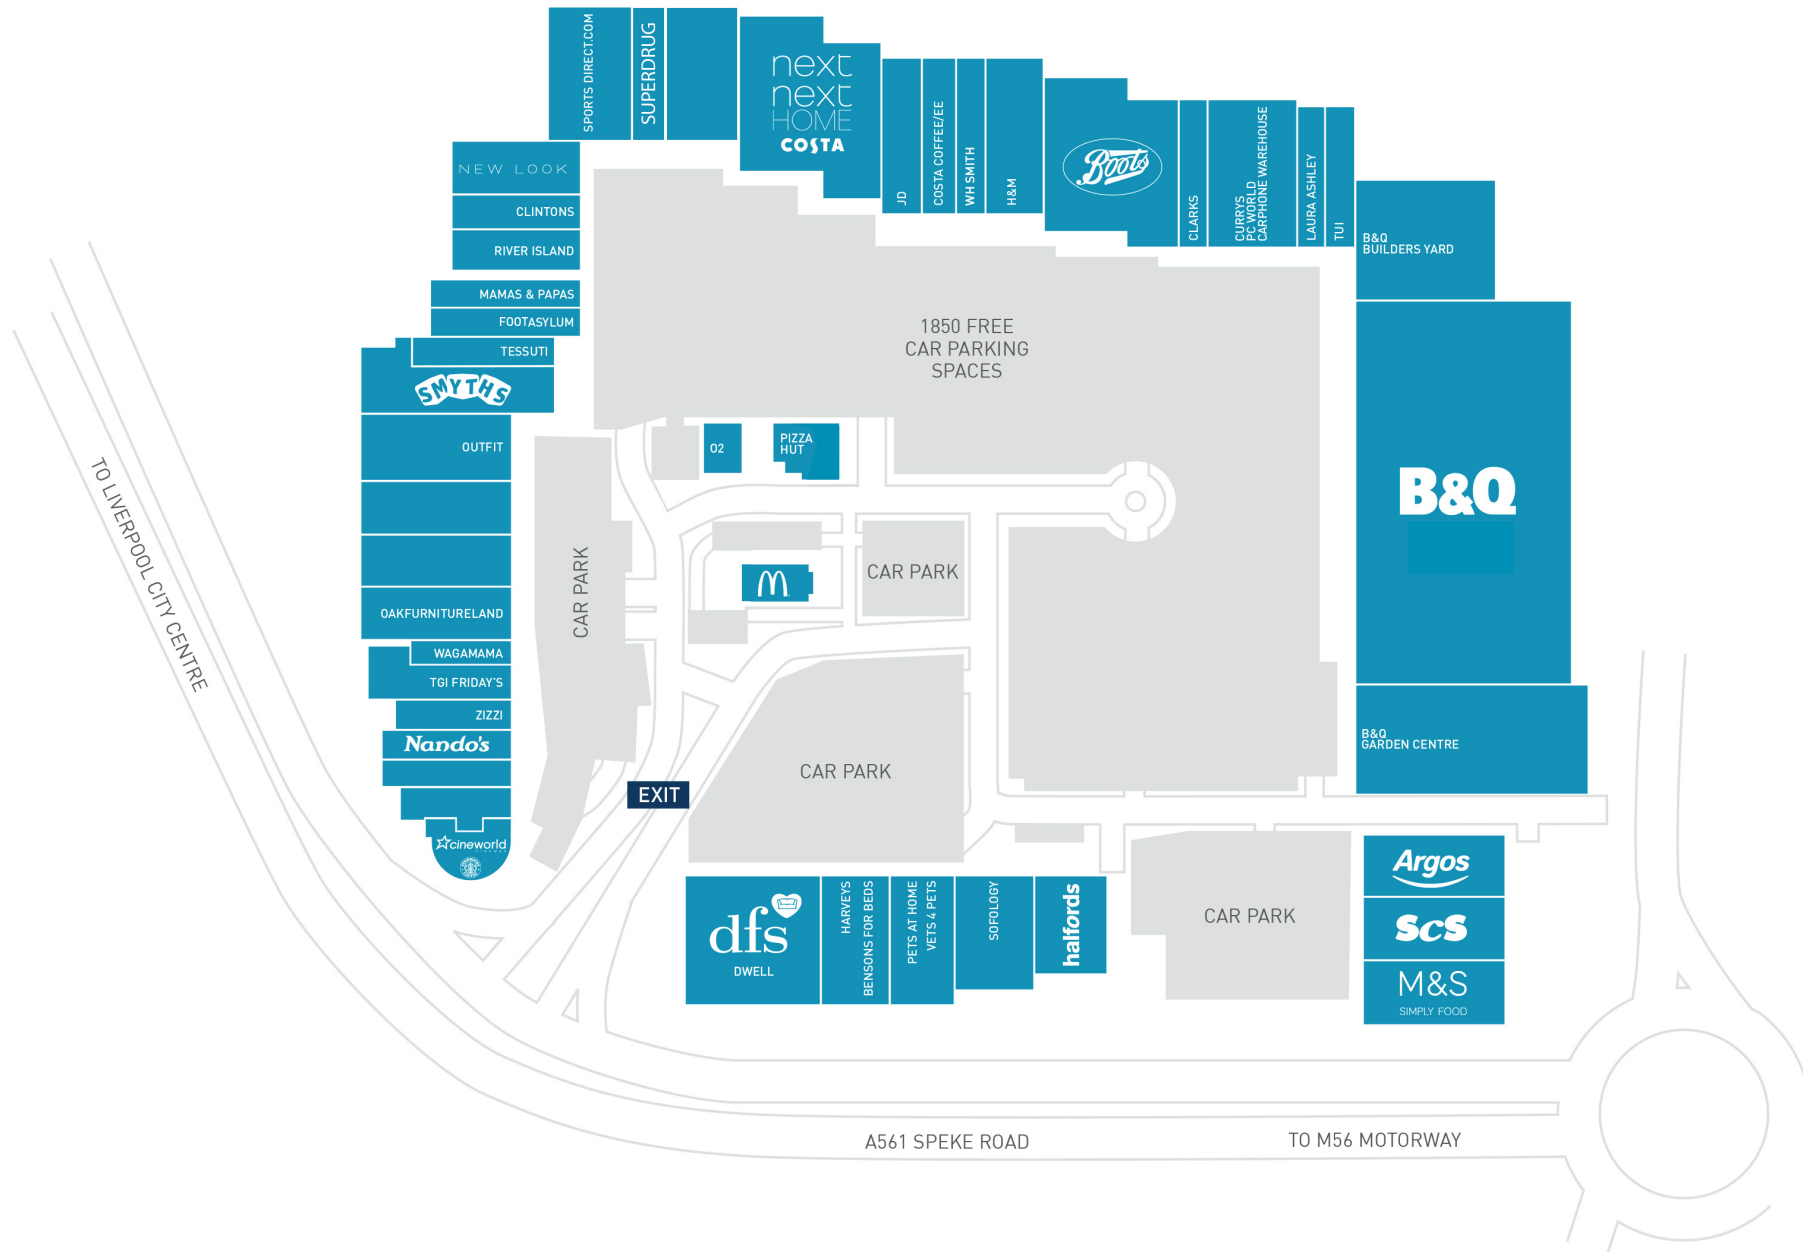 SPORTS DIRECT.COM
SUPERDRUG
next
next
HOME
COSTA
JD
COSTA COFFEE/EE
WH SMITH
H&M
Boots
CLARKS
CURRYS
PC WORLD
CARPHONE WAREHOUSE
LAURA ASHLEY
TUI
B&Q
BUILDERS YARD
NEW LOOK
CLINTONS
RIVER ISLAND
MAMAS & PAPAS
FOOTASYLUM
TESSUTI
SMYTHS
OUTFIT
OAKFURNITURELAND
WAGAMAMA
TGI FRIDAY'S
ZIZZI
Nando's
cineworld
1850 FREE
CAR PARKING
SPACES
O2
PIZZA
HUT
M
CAR PARK
CAR PARK
CAR PARK
CAR PARK
EXIT
B&Q
B&Q
GARDEN CENTRE
dfs
DWELL
HARVEYS
BENSONS FOR BEDS
PETS AT HOME
VETS 4 PETS
SOFOLOGY
halfords
Argos
ScS
M&S
SIMPLY FOOD
TO LIVERPOOL CITY CENTRE
A561 SPEKE ROAD
TO M56 MOTORWAY